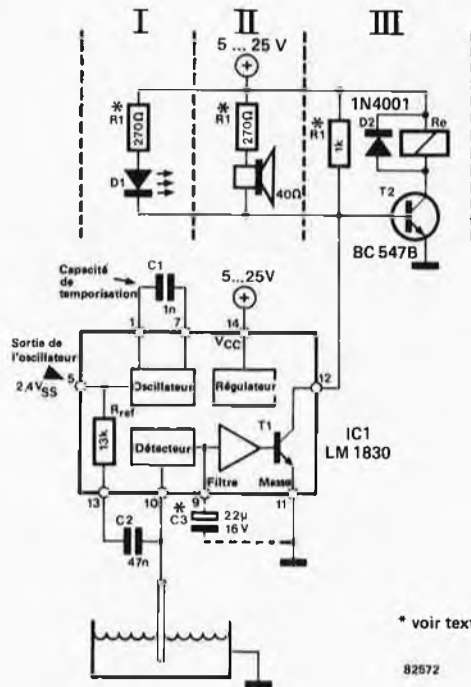 I II III
5 ... 25 V
+
* R1 270Ω
* R1 270Ω
* R1 1k
1N4001
D2
Re
D1
40Ω
T2
BC 547B
Capacité de temporisation
C1
1n
5...25V
+
1
7
14
VCC
Sortie de l'oscillateur
5
2,4VSS
Oscillateur
Régulateur
12
Rref
13k
Détecteur
T1
IC1
LM 1830
Filtre
Masse
13
10
9
11
* C3
22µ
16 V
C2
47n
* voir text
82572